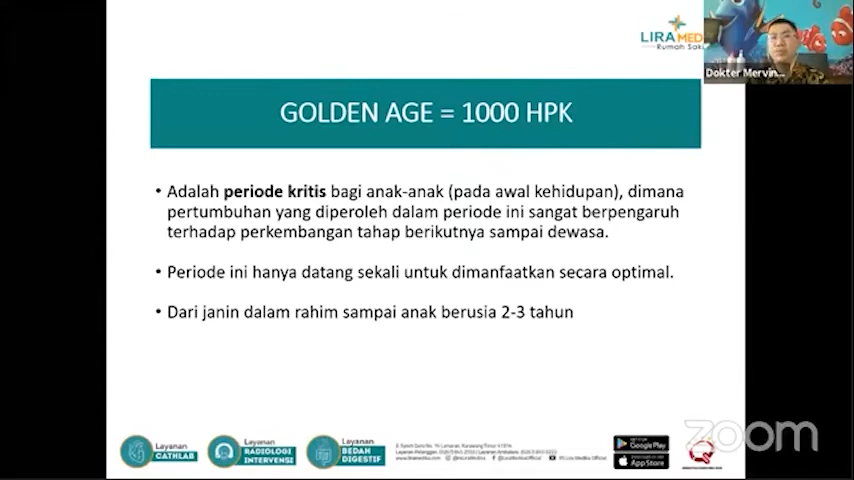 LIRA MED
Rumah Saki
Dokter Mervin...
GOLDEN AGE = 1000 HPK
• Adalah periode kritis bagi anak-anak (pada awal kehidupan), dimana
pertumbuhan yang diperoleh dalam periode ini sangat berpengaruh
terhadap perkembangan tahap berikutnya sampai dewasa.
• Periode ini hanya datang sekali untuk dimanfaatkan secara optimal.
• Dari janin dalam rahim sampai anak berusia 2-3 tahun
Layanan
CATHLAB
Layanan
RADIOLOGI
INTERVENSI
Layanan
BEDAH
DIGESTIF
Google Play
App Store
zoom